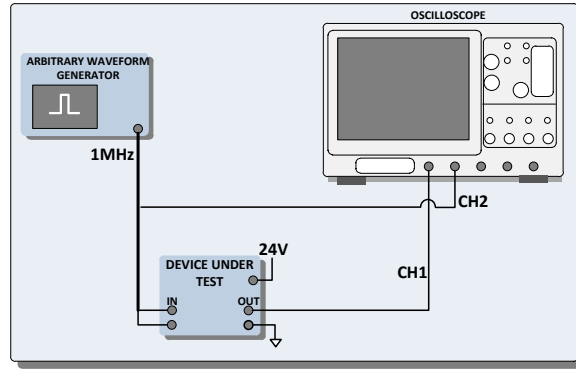 OSCILLOSCOPE
ARBITRARY WAVEFORM
GENERATOR
1MHz
CH2
24V
DEVICE UNDER
TEST
CH1
IN
OUT